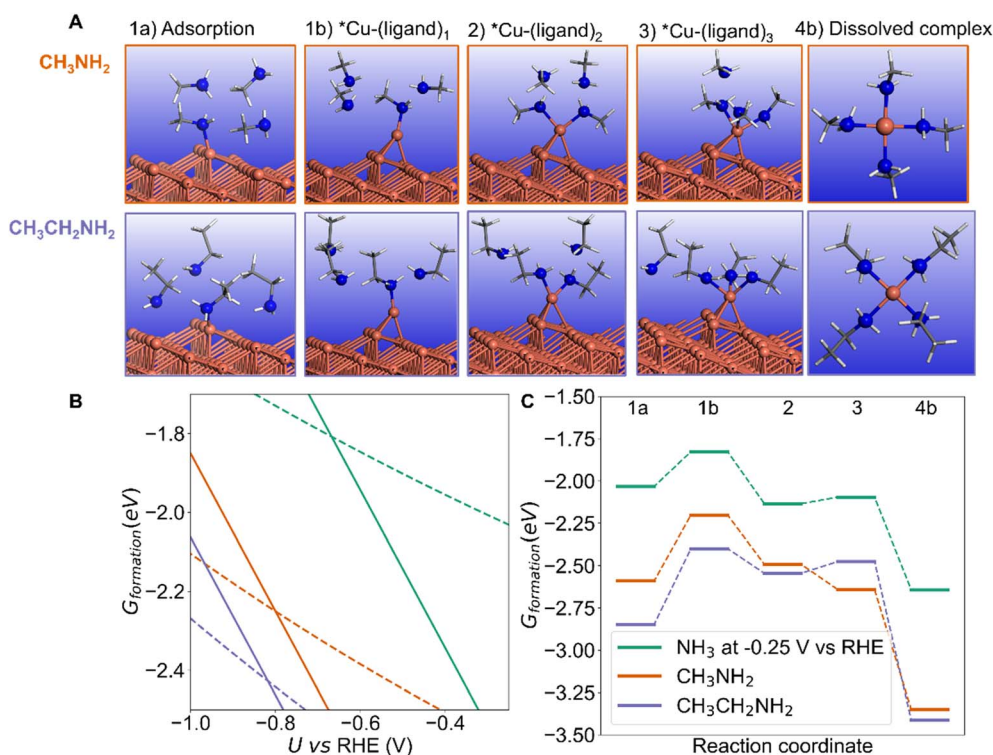 A
1a) Adsorption
1b) *Cu-(ligand)₁
2) *Cu-(ligand)₂
3) *Cu-(ligand)₃
4b) Dissolved complex
CH₃NH₂
CH₃CH₂NH₂
B
G_formation(eV)
−1.8
−2.0
−2.2
−2.4
−1.0
−0.8
−0.6
−0.4
U vs RHE (V)
C
G_formation(eV)
−1.50
−1.75
−2.00
−2.25
−2.50
−2.75
−3.00
−3.25
−3.50
1a
1b
2
3
4b
NH₃ at -0.25 V vs RHE
CH₃NH₂
CH₃CH₂NH₂
Reaction coordinate